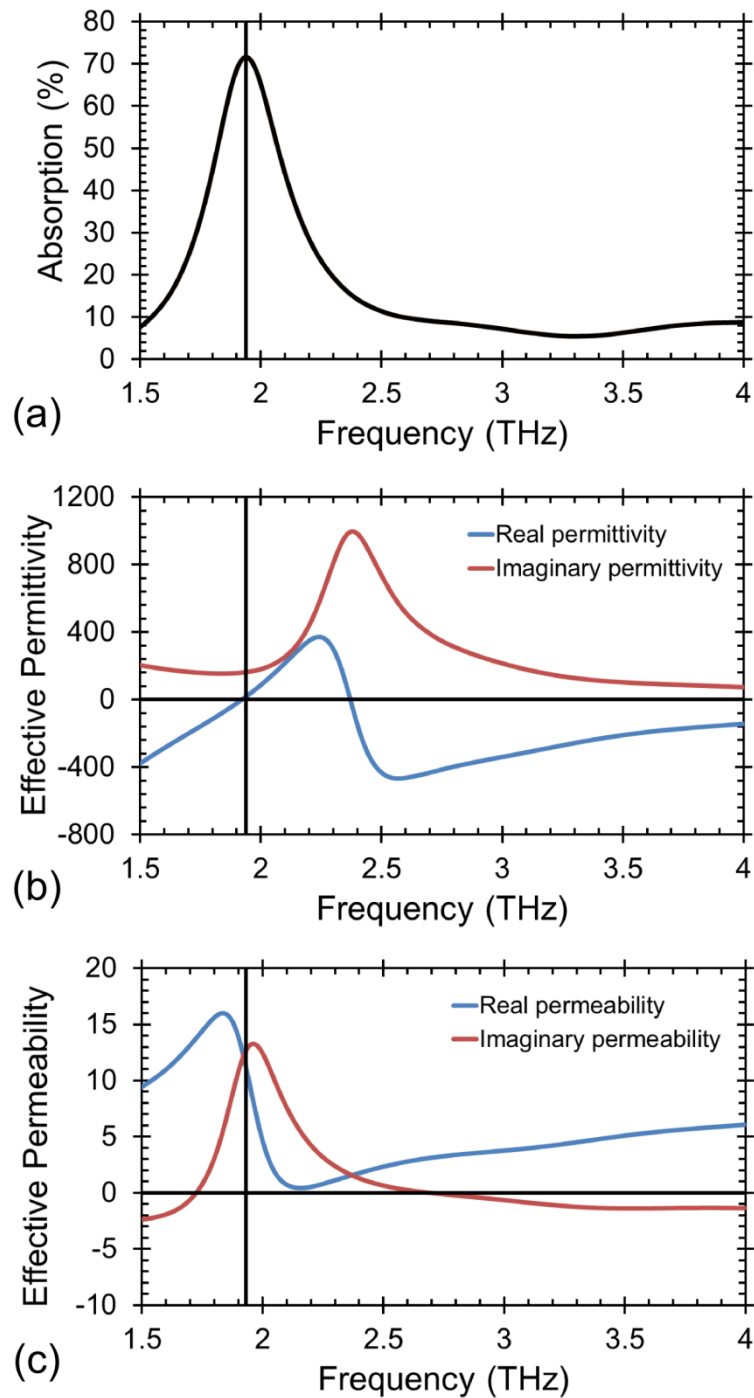 80
70
60
50
40
30
20
10
0
Absorption (%)
1.5 2 2.5 3 3.5 4
Frequency (THz)
(a)
1200
800
400
0
-400
-800
Effective Permittivity
Real permittivity
Imaginary permittivity
1.5 2 2.5 3 3.5 4
Frequency (THz)
(b)
20
15
10
5
0
-5
-10
Effective Permeability
Real permeability
Imaginary permeability
1.5 2 2.5 3 3.5 4
Frequency (THz)
(c)